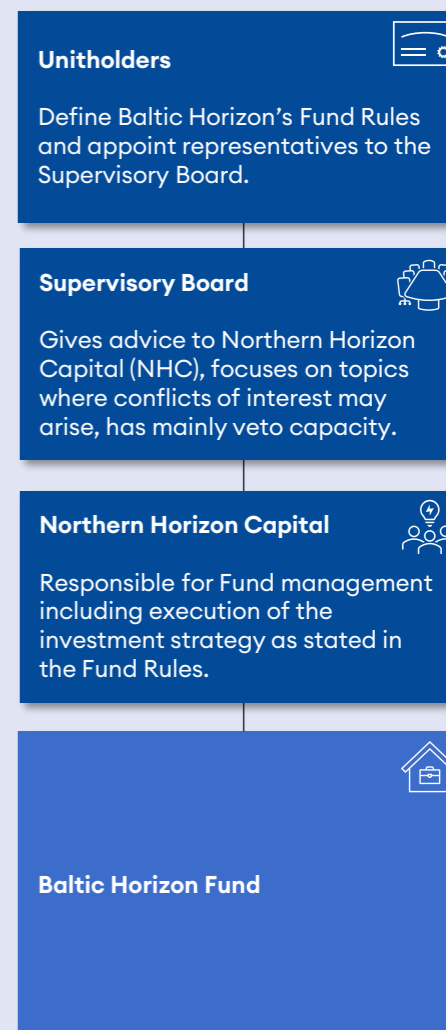 Unitholders
Define Baltic Horizon’s Fund Rules
and appoint representatives to the
Supervisory Board.
Supervisory Board
Gives advice to Northern Horizon
Capital (NHC), focuses on topics
where conflicts of interest may
arise, has mainly veto capacity.
Northern Horizon Capital
Responsible for Fund management
including execution of the
investment strategy as stated in
the Fund Rules.
Baltic Horizon Fund